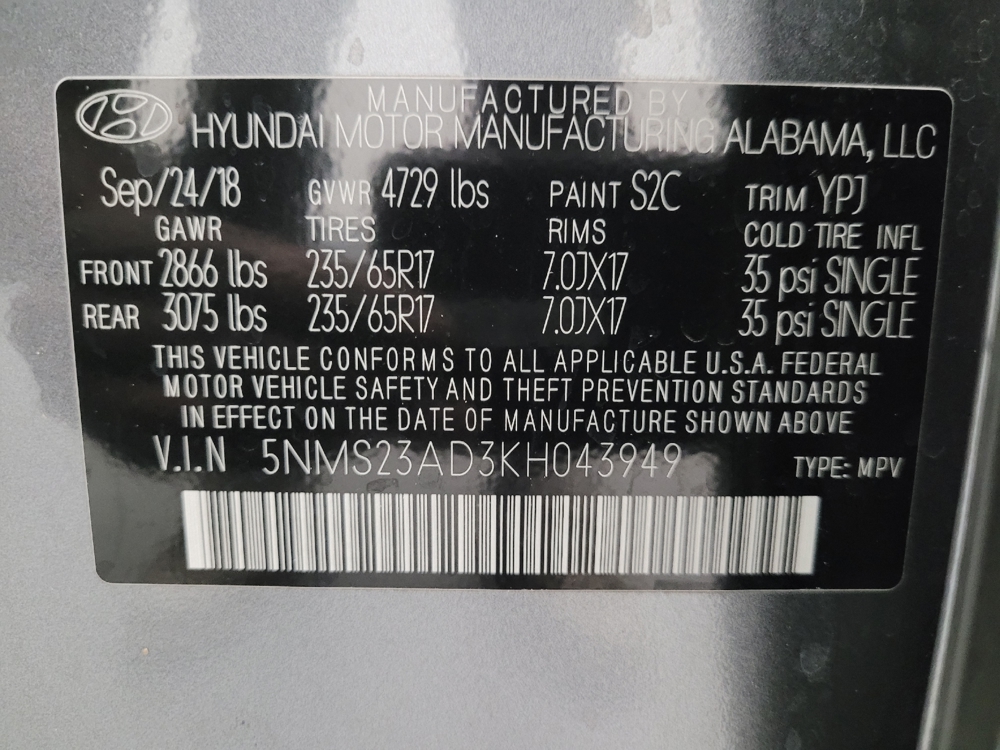 MANUFACTURED BY
HYUNDAI MOTOR MANUFACTURING ALABAMA, LLC
Sep/24/18 GVWR 4729 lbs PAINT S2C TRIM YPJ
GAWR TIRES RIMS COLD TIRE INFL
FRONT 2866 lbs 235/65R17 7.0JX17 35 psi SINGLE
REAR 3075 lbs 235/65R17 7.0JX17 35 psi SINGLE
THIS VEHICLE CONFORMS TO ALL APPLICABLE U.S.A. FEDERAL
MOTOR VEHICLE SAFETY AND THEFT PREVENTION STANDARDS
IN EFFECT ON THE DATE OF MANUFACTURE SHOWN ABOVE
V.I.N 5NMS23AD3KH043949 TYPE: MPV